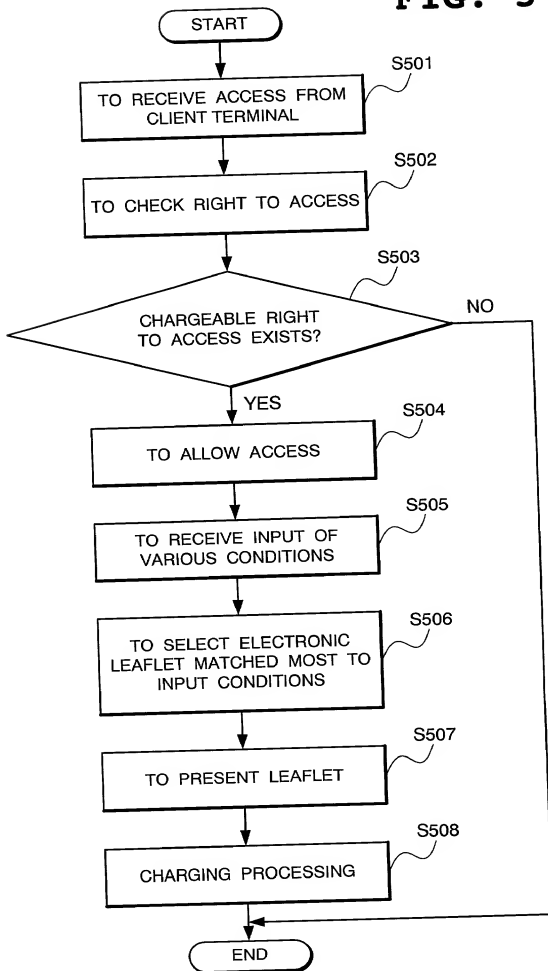 START
S501
TO RECEIVE ACCESS FROM
CLIENT TERMINAL
S502
TO CHECK RIGHT TO ACCESS
S503
CHARGEABLE RIGHT
TO ACCESS EXISTS?
NO
YES
S504
TO ALLOW ACCESS
S505
TO RECEIVE INPUT OF
VARIOUS CONDITIONS
S506
TO SELECT ELECTRONIC
LEAFLET MATCHED MOST TO
INPUT CONDITIONS
S507
TO PRESENT LEAFLET
S508
CHARGING PROCESSING
END